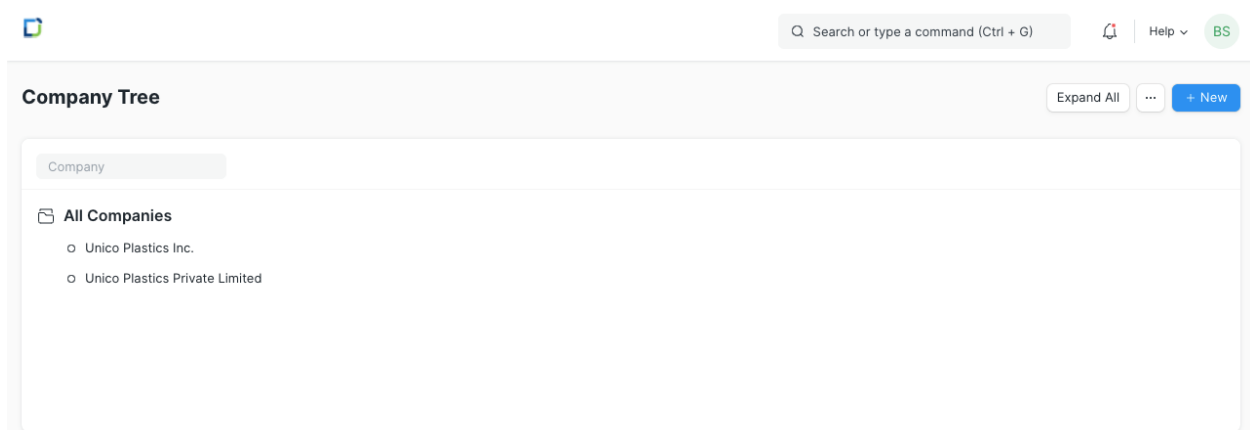 Search or type a command (Ctrl + G)
Help
BS
Company Tree
Expand All
...
+ New
Company
All Companies
Unico Plastics Inc.
Unico Plastics Private Limited